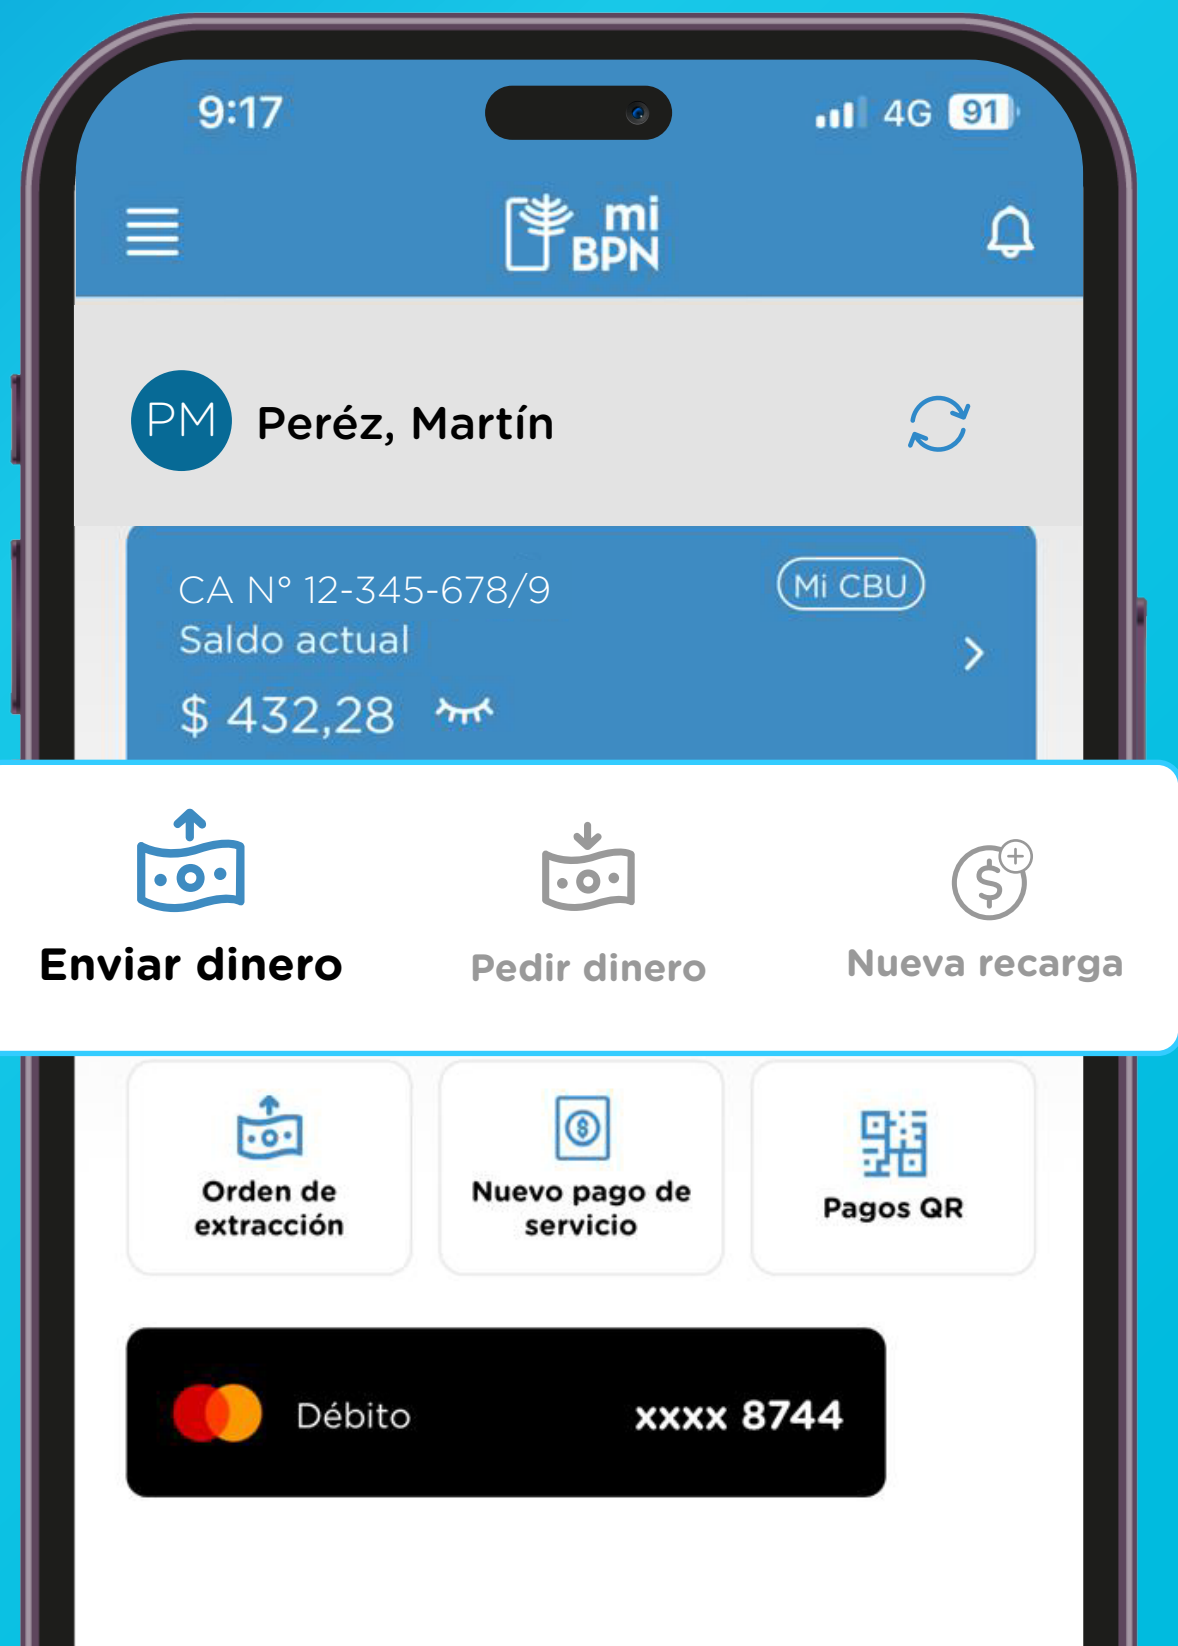 9:17
4G 91
mi
BPN
PM Peréz, Martín
CA N° 12-345-678/9
Mi CBU
Saldo actual
$ 432,28
Enviar dinero
Pedir dinero
Nueva recarga
Orden de
extracción
Nuevo pago de
servicio
Pagos QR
Débito
xxxx 8744